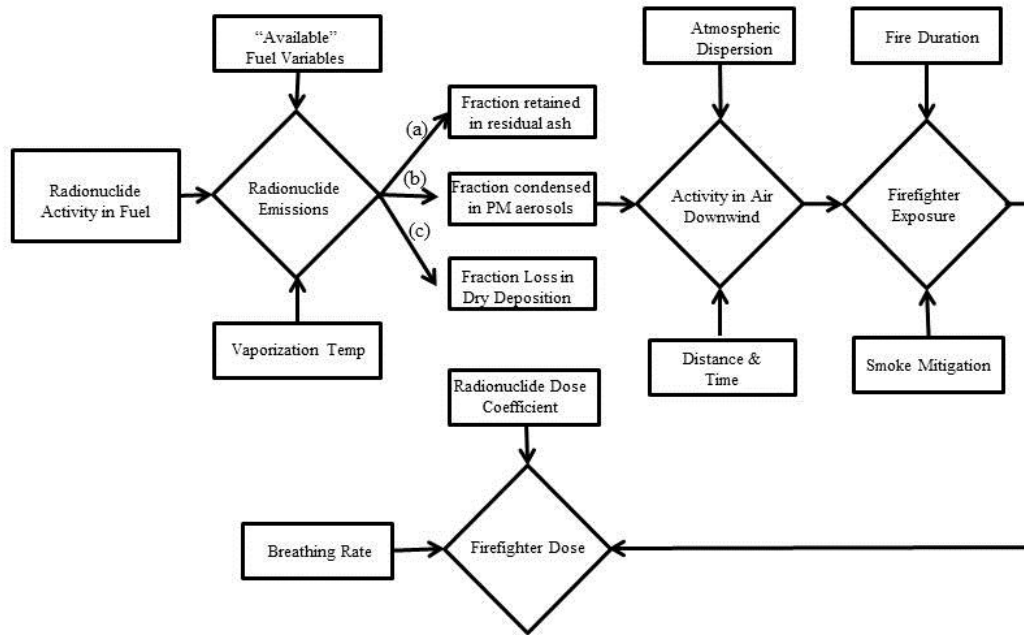 “Available”
Fuel Variables
Atmospheric
Dispersion
Fire Duration
Radionuclide
Activity in Fuel
Radionuclide
Emissions
(a)
(b)
(c)
Fraction retained
in residual ash
Fraction condensed
in PM aerosols
Fraction Loss in
Dry Deposition
Activity in Air
Downwind
Firefighter
Exposure
Vaporization Temp
Distance &
Time
Smoke Mitigation
Radionuclide Dose
Coefficient
Breathing Rate
Firefighter Dose